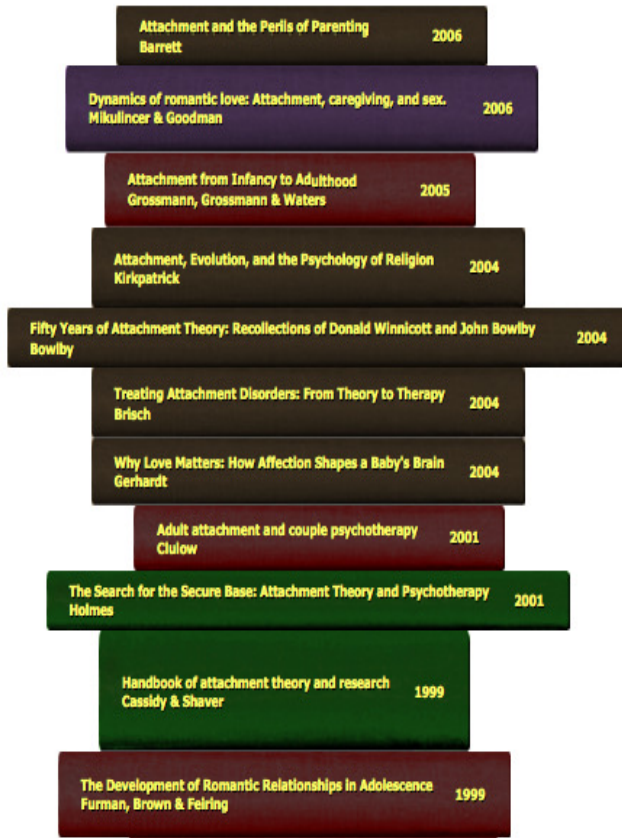 Attachment and the Perils of Parenting
Barrett
2006
Dynamics of romantic love: Attachment, caregiving, and sex.
Mikulincer & Goodman
2006
Attachment from Infancy to Adulthood
Grossmann, Grossmann & Waters
2005
Attachment, Evolution, and the Psychology of Religion
Kirkpatrick
2004
Fifty Years of Attachment Theory: Recollections of Donald Winnicott and John Bowlby
Bowlby
2004
Treating Attachment Disorders: From Theory to Therapy
Brisch
2004
Why Love Matters: How Affection Shapes a Baby's Brain
Gerhardt
2004
Adult attachment and couple psychotherapy
Clulow
2001
The Search for the Secure Base: Attachment Theory and Psychotherapy
Holmes
2001
Handbook of attachment theory and research
Cassidy & Shaver
1999
The Development of Romantic Relationships in Adolescence
Furman, Brown & Feiring
1999